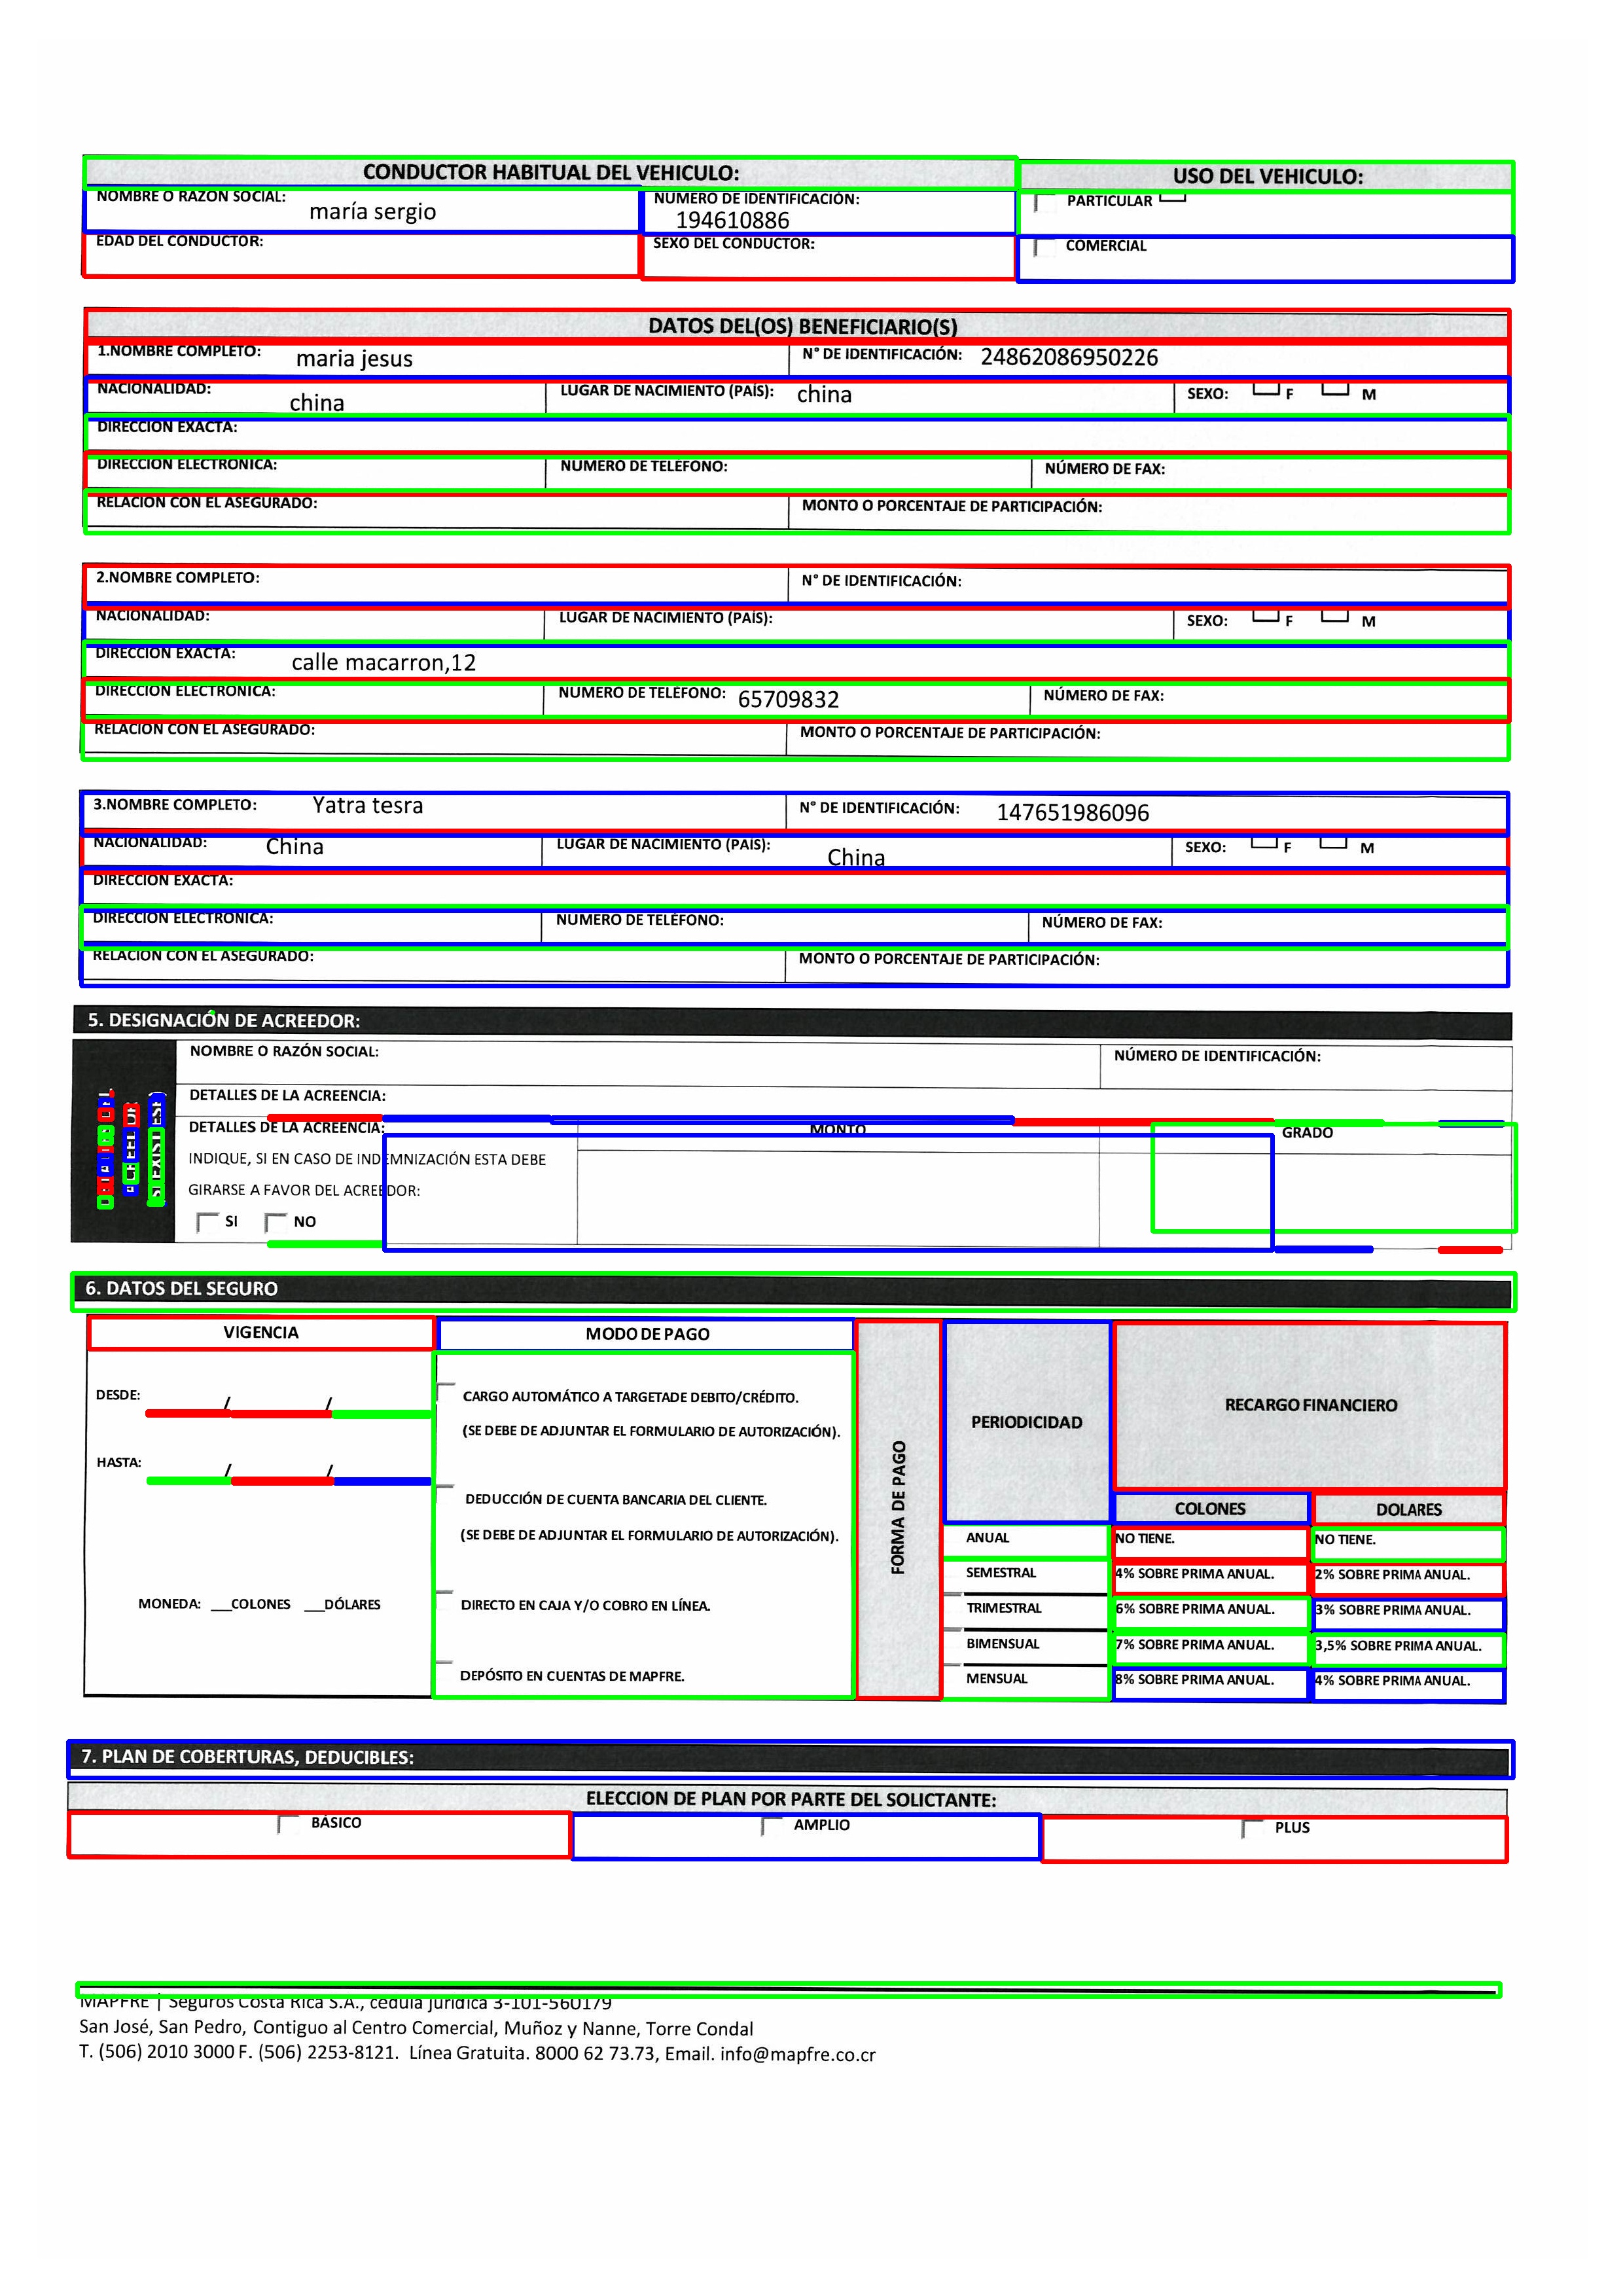 CONDUCTOR HABITUAL DEL VEHICULO: USO DEL VEHICULO:
NOMBRE O RAZON SOCIAL: maría sergio NUMERO DE IDENTIFICACIÓN: 194610886 PARTICULAR
EDAD DEL CONDUCTOR: SEXO DEL CONDUCTOR: COMERCIAL
DATOS DEL(OS) BENEFICIARIO(S)
1.NOMBRE COMPLETO: maria jesus N° DE IDENTIFICACIÓN: 24862086950226
NACIONALIDAD: china LUGAR DE NACIMIENTO (PAÍS): china SEXO: F M
DIRECCION EXACTA:
DIRECCION ELECTRONICA: NUMERO DE TELÉFONO: NÚMERO DE FAX:
RELACION CON EL ASEGURADO: MONTO O PORCENTAJE DE PARTICIPACIÓN:
2.NOMBRE COMPLETO: N° DE IDENTIFICACIÓN:
NACIONALIDAD: LUGAR DE NACIMIENTO (PAÍS): SEXO: F M
DIRECCION EXACTA: calle macarron,12
DIRECCION ELECTRONICA: NUMERO DE TELÉFONO: 65709832 NÚMERO DE FAX:
RELACION CON EL ASEGURADO: MONTO O PORCENTAJE DE PARTICIPACIÓN:
3.NOMBRE COMPLETO: Yatra tesra N° DE IDENTIFICACIÓN: 147651986096
NACIONALIDAD: China LUGAR DE NACIMIENTO (PAÍS): China SEXO: F M
DIRECCION EXACTA:
DIRECCION ELECTRONICA: NUMERO DE TELÉFONO: NÚMERO DE FAX:
RELACION CON EL ASEGURADO: MONTO O PORCENTAJE DE PARTICIPACIÓN:
5. DESIGNACIÓN DE ACREEDOR:
NOMBRE O RAZÓN SOCIAL: NÚMERO DE IDENTIFICACIÓN:
DETALLES DE LA ACREENCIA:
DETALLES DE LA ACREENCIA: MONTO GRADO
INDIQUE, SI EN CASO DE INDEMNIZACIÓN ESTA DEBE
GIRARSE A FAVOR DEL ACREEDOR:
SI NO
6. DATOS DEL SEGURO
VIGENCIA
DESDE: / /
HASTA: / /
MONEDA: ___COLONES ___DÓLARES
MODO DE PAGO
CARGO AUTOMÁTICO A TARGETADE DEBITO/CRÉDITO.
(SE DEBE DE ADJUNTAR EL FORMULARIO DE AUTORIZACIÓN).
DEDUCCIÓN DE CUENTA BANCARIA DEL CLIENTE.
(SE DEBE DE ADJUNTAR EL FORMULARIO DE AUTORIZACIÓN).
DIRECTO EN CAJA Y/O COBRO EN LÍNEA.
DEPÓSITO EN CUENTAS DE MAPFRE.
FORMA DE PAGO
PERIODICIDAD RECARGO FINANCIERO
COLONES DOLARES
ANUAL NO TIENE. NO TIENE.
SEMESTRAL 4% SOBRE PRIMA ANUAL. 2% SOBRE PRIMA ANUAL.
TRIMESTRAL 6% SOBRE PRIMA ANUAL. 3% SOBRE PRIMA ANUAL.
BIMENSUAL 7% SOBRE PRIMA ANUAL. 3,5% SOBRE PRIMA ANUAL.
MENSUAL 8% SOBRE PRIMA ANUAL. 4% SOBRE PRIMA ANUAL.
7. PLAN DE COBERTURAS, DEDUCIBLES:
ELECCION DE PLAN POR PARTE DEL SOLICTANTE:
BÁSICO AMPLIO PLUS
MAPFRE | Seguros Costa Rica S.A., cédula jurídica 3-101-560179
San José, San Pedro, Contiguo al Centro Comercial, Muñoz y Nanne, Torre Condal
T. (506) 2010 3000 F. (506) 2253-8121. Línea Gratuita. 8000 62 73.73, Email. info@mapfre.co.cr